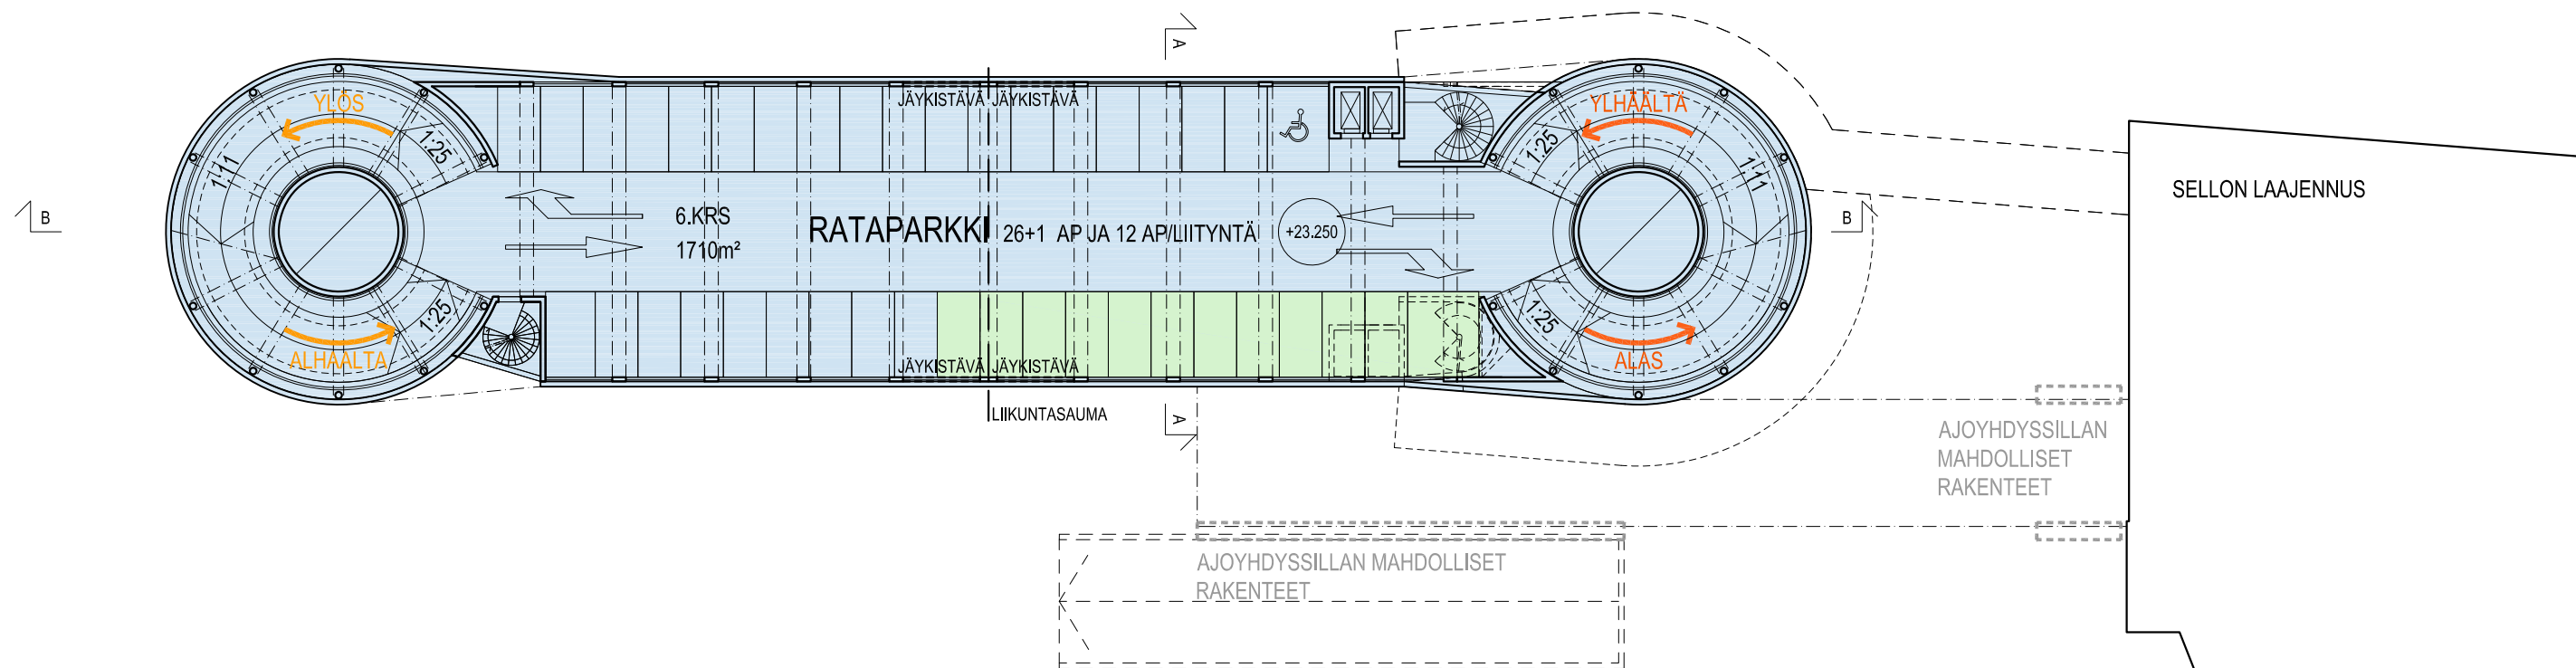 A
YLÖS
JÄYKISTÄVÄ JÄYKISTÄVÄ
YLHÄÄLTÄ
1:25
1:25
1:11
1:11
SELLON LAAJENNUS
B
6.KRS
1710m²
RATAPARKKI 26+1 AP JA 12 AP/LIITYNTÄ
+23.250
B
1:25
1:25
ALHAALTA
JÄYKISTÄVÄ JÄYKISTÄVÄ
ALAS
LIIKUNTASAUMA
A
AJOYHDYSSILLAN
MAHDOLLISET
RAKENTEET
AJOYHDYSSILLAN MAHDOLLISET
RAKENTEET